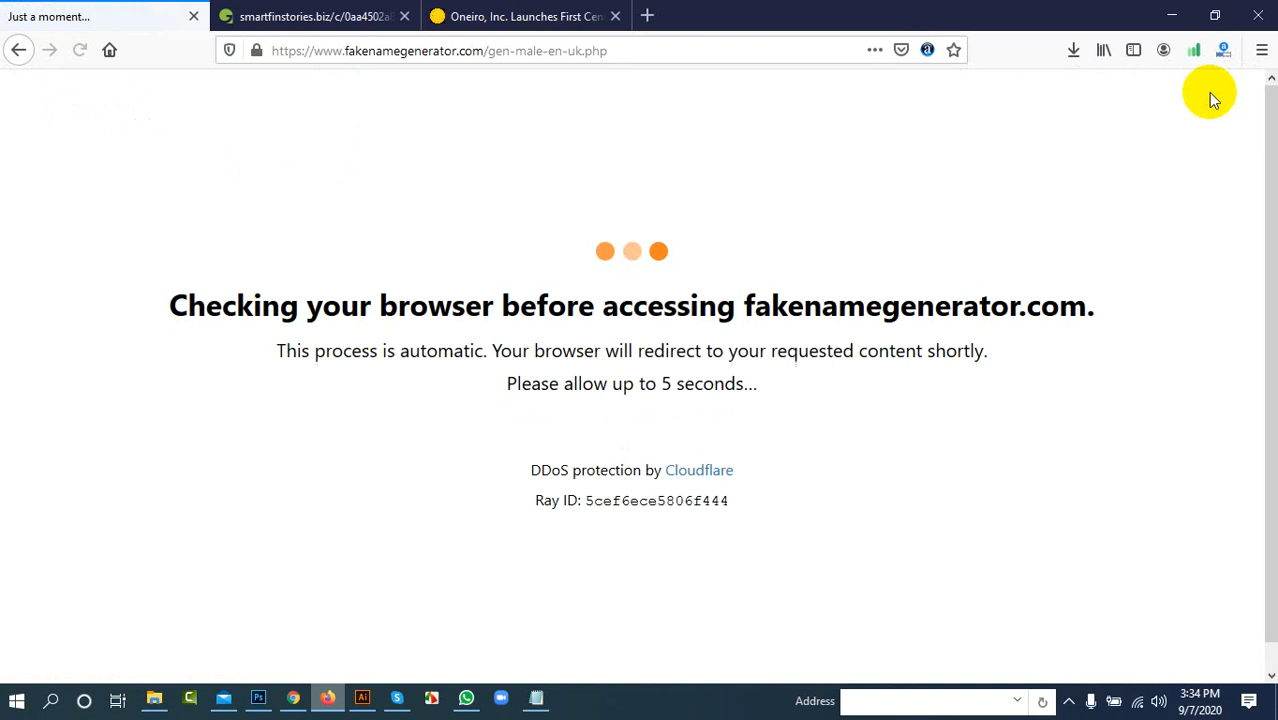 Just a moment...
smartfinstories.biz/c/0aa4502a
Oneiro, Inc. Launches First Cen
https://www.fakenamegenerator.com/gen-male-en-uk.php
Checking your browser before accessing fakenamegenerator.com.
This process is automatic. Your browser will redirect to your requested content shortly.
Please allow up to 5 seconds...
DDoS protection by Cloudflare
Ray ID: 5cef6ece5806f444
Ps
Ai
Address
3:34 PM
9/7/2020